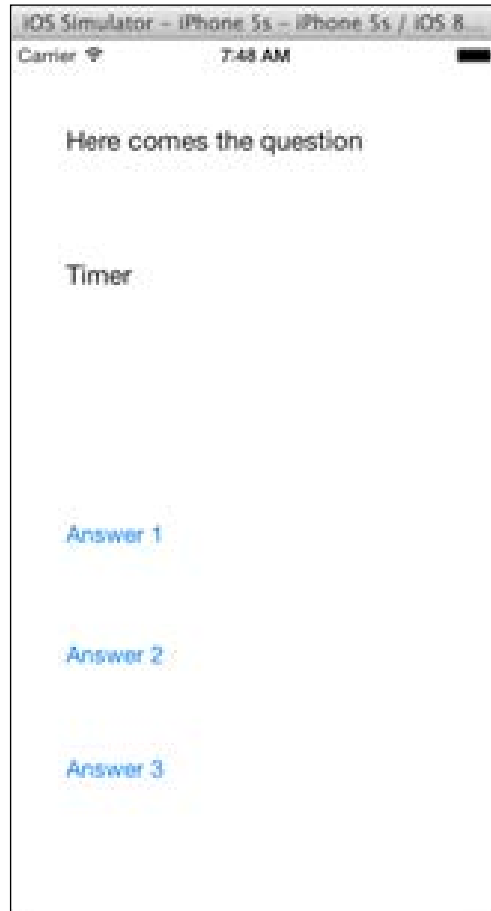 iOS Simulator – iPhone 5s – iPhone 5s / iOS 8...
Carrier 7:48 AM
Here comes the question
Timer
Answer 1
Answer 2
Answer 3